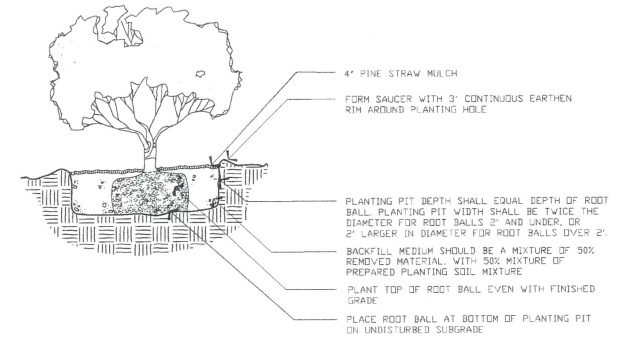 4" PINE STRAW MULCH
FORM SAUCER WITH 3" CONTINUOUS EARTHEN
RIM AROUND PLANTING HOLE
PLANTING PIT DEPTH SHALL EQUAL DEPTH OF ROOT
BALL. PLANTING PIT WIDTH SHALL BE TWICE THE
DIAMETER FOR ROOT BALLS 2' AND UNDER, OR
2' LARGER IN DIAMETER FOR ROOT BALLS OVER 2'.
BACKFILL MEDIUM SHOULD BE A MIXTURE OF 50%
REMOVED MATERIAL, WITH 50% MIXTURE OF
PREPARED PLANTING SOIL MIXTURE
PLANT TOP OF ROOT BALL EVEN WITH FINISHED
GRADE
PLACE ROOT BALL AT BOTTOM OF PLANTING PIT
ON UNDISTURBED SUBGRADE